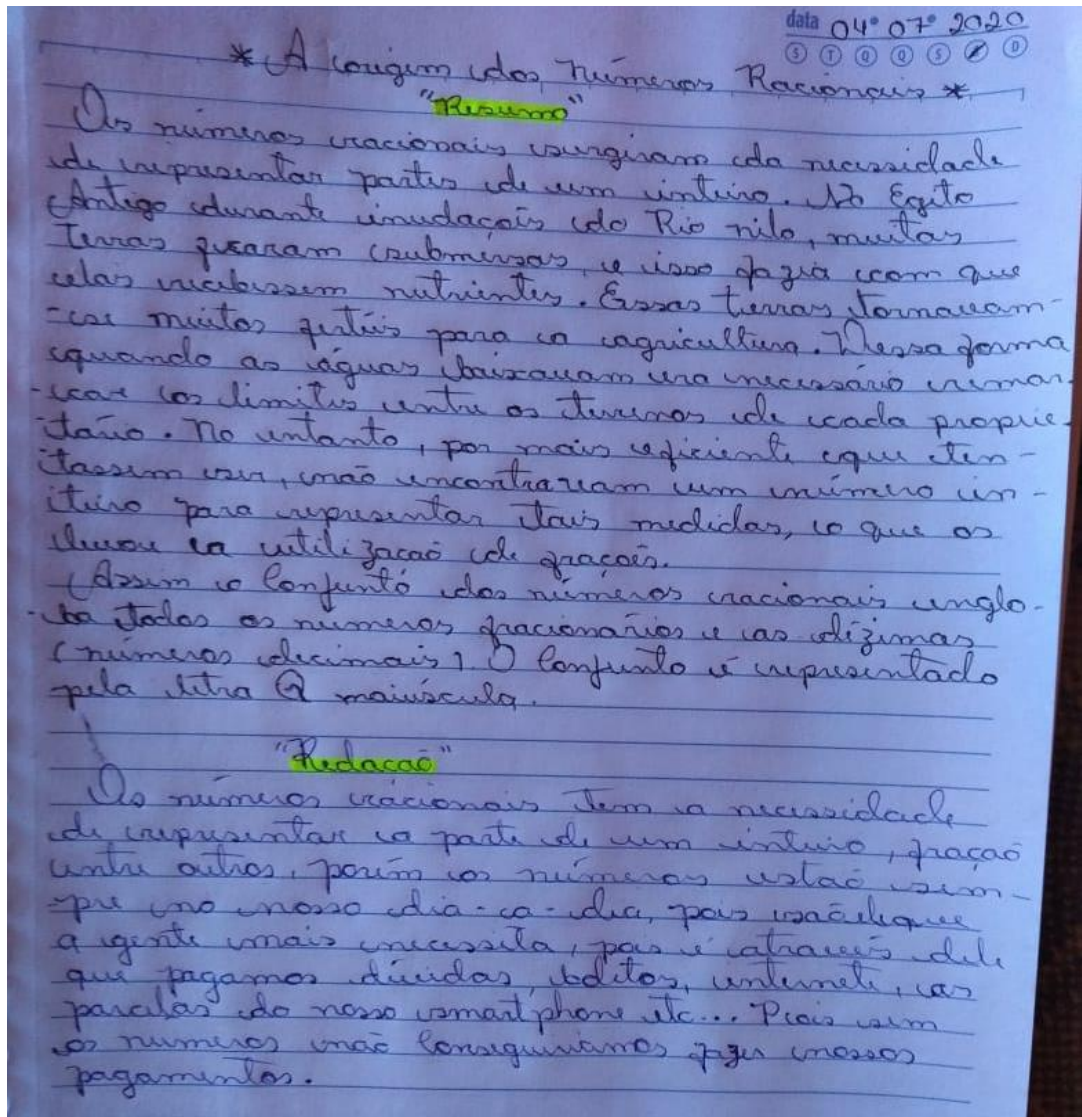 data 04° 07° 2020
S T Q Q S S D
* A origem dos Números Racionais *
"Resumo"
Os números racionais surgiram da necessidade
de representar partes de um inteiro. No Egito
Antigo durante inudações do Rio nilo, muitas
terras ficaram submersas, e isso fazia com que
elas recebessem nutrientes. Essas terras tornavam-
-se muitos fertéis para a agricultura. Dessa forma
quando as águas baixavam era necessário remar-
-car os limites entre os terrenos de cada proprie-
-tário. No entanto, por mais eficiente que ten-
tassem ser, não encontravam um número in-
teiro para representar tais medidas, o que os
levou a utilização de frações.
Assim o Conjunto dos números racionais englo-
-ba todos os números fracionários e as dízimas
(números decimais). O Conjunto é representado
pela letra Q maiúscula.
"Redação"
Os números racionais tem a necessidade
de representar a parte de um inteiro, fração
entre outros, porém os números estão sem-
-pre no nosso dia-a-dia, pois são que
a gente mais necessita, pois é através dele
que pagamos dívidas, boletos, internete, as
parcelas do nosso smartphone etc... Pois sem
os numeros não Conseguiriamos fazer nossos
pagamentos.